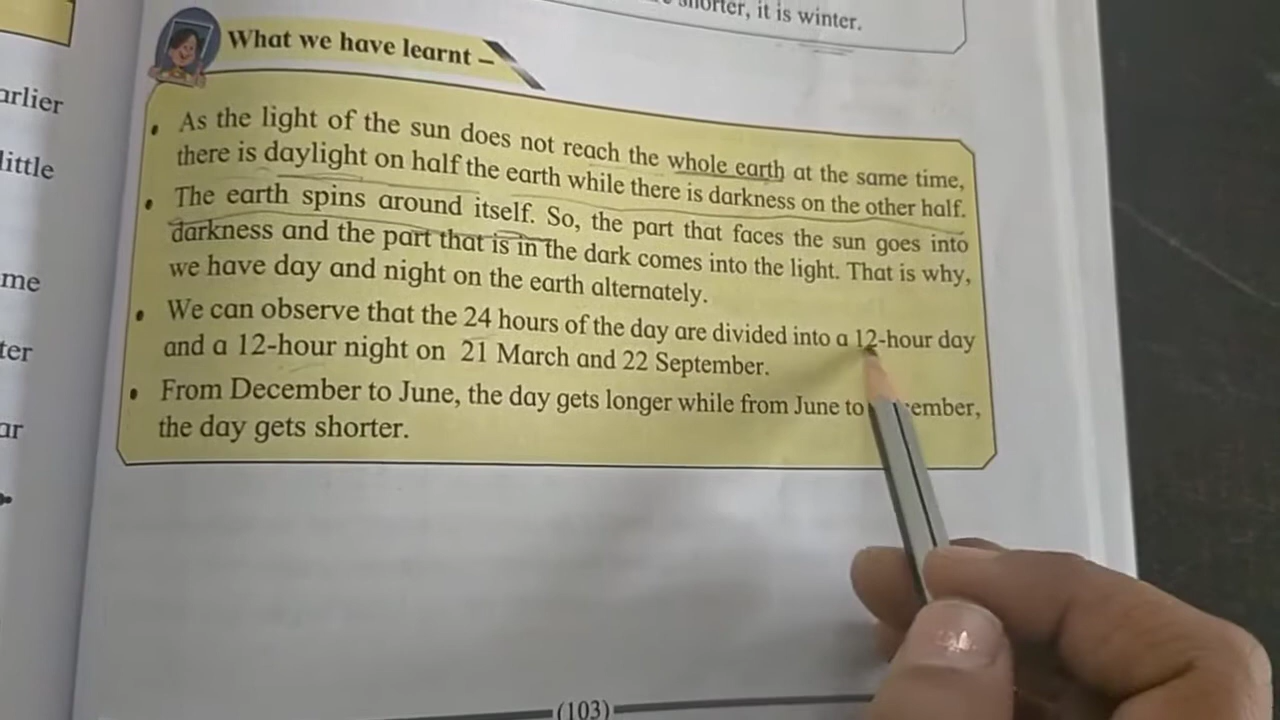 shorter, it is winter.
What we have learnt –
• As the light of the sun does not reach the whole earth at the same time,
there is daylight on half the earth while there is darkness on the other half.
• The earth spins around itself. So, the part that faces the sun goes into
darkness and the part that is in the dark comes into the light. That is why,
we have day and night on the earth alternately.
• We can observe that the 24 hours of the day are divided into a 12-hour day
and a 12-hour night on 21 March and 22 September.
• From December to June, the day gets longer while from June to
the day gets shorter.
(103)
arlier
little
me
ter
ar